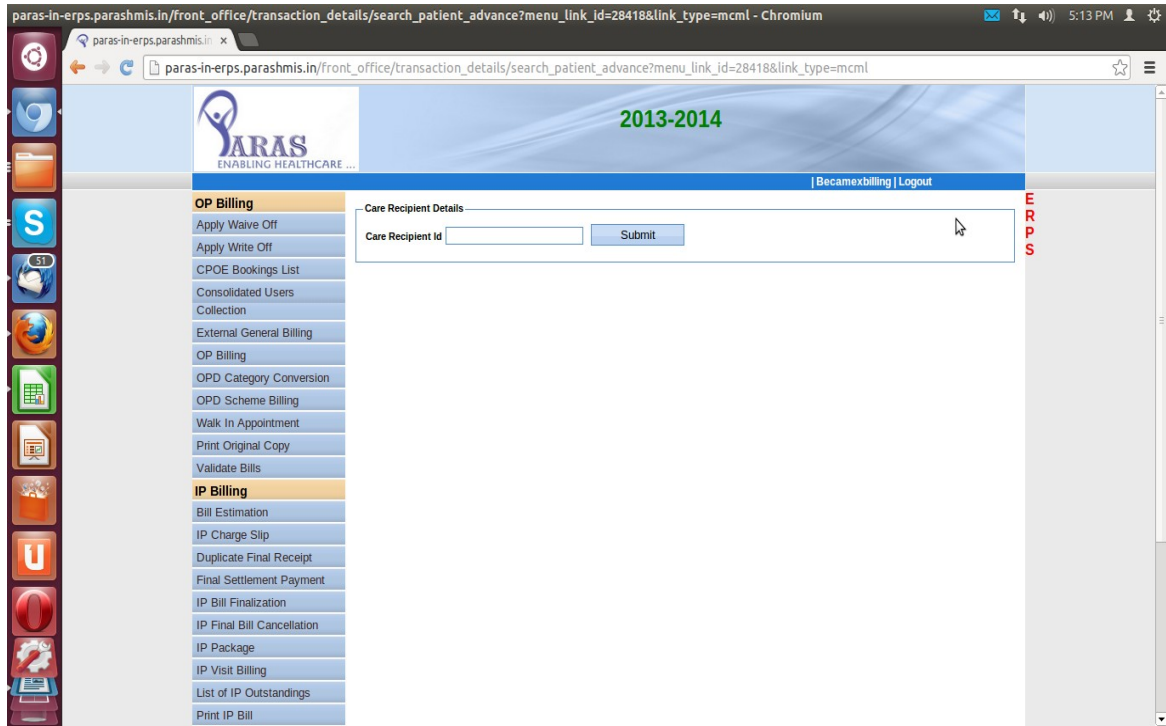 paras-in-erps.parashmis.in/front_office/transaction_details/search_patient_advance?menu_link_id=28418&link_type=mcml - Chromium
5:13 PM
paras-in-erps.parashmis.in
paras-in-erps.parashmis.in/front_office/transaction_details/search_patient_advance?menu_link_id=28418&link_type=mcml
PARAS
ENABLING HEALTHCARE ...
2013-2014
| Becamexbilling | Logout
E
R
P
S
OP Billing
Apply Waive Off
Apply Write Off
CPOE Bookings List
Consolidated Users
Collection
External General Billing
OP Billing
OPD Category Conversion
OPD Scheme Billing
Walk In Appointment
Print Original Copy
Validate Bills
IP Billing
Bill Estimation
IP Charge Slip
Duplicate Final Receipt
Final Settlement Payment
IP Bill Finalization
IP Final Bill Cancellation
IP Package
IP Visit Billing
List of IP Outstandings
Print IP Bill
Care Recipient Details
Care Recipient Id
Submit
51